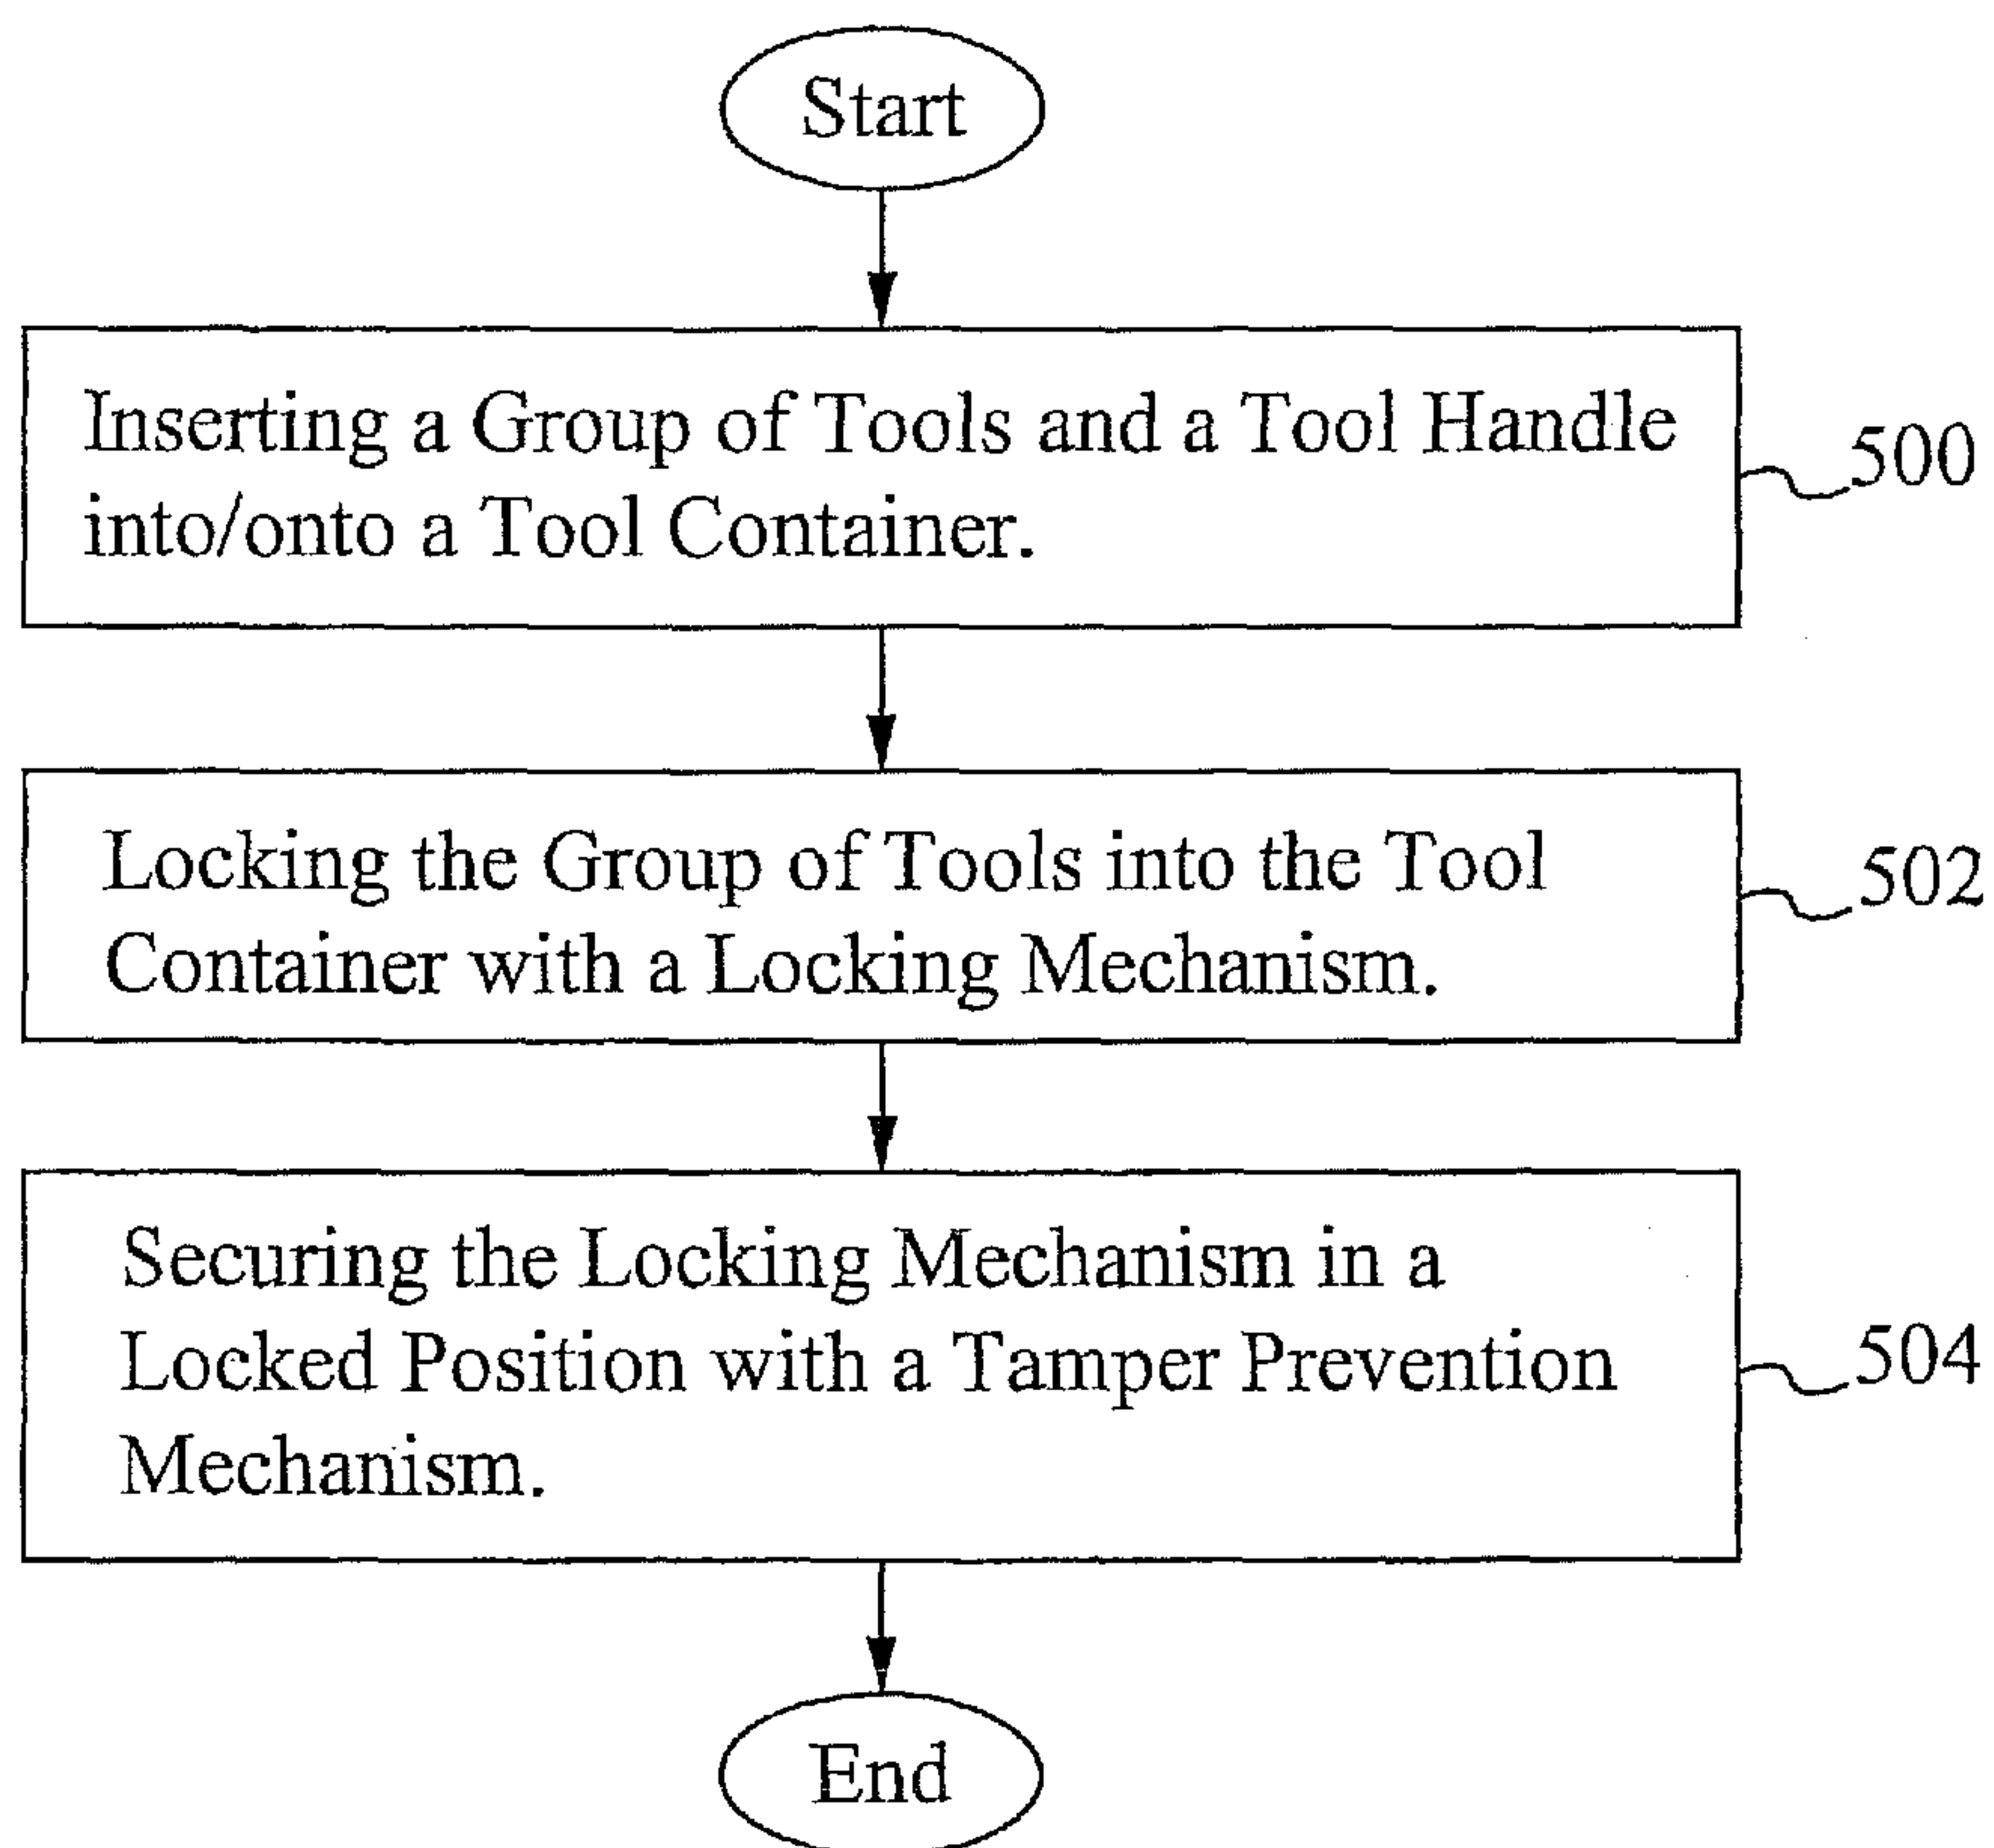 Start
Inserting a Group of Tools and a Tool Handle
into/onto a Tool Container.
500
Locking the Group of Tools into the Tool
Container with a Locking Mechanism.
502
Securing the Locking Mechanism in a
Locked Position with a Tamper Prevention
Mechanism.
504
End